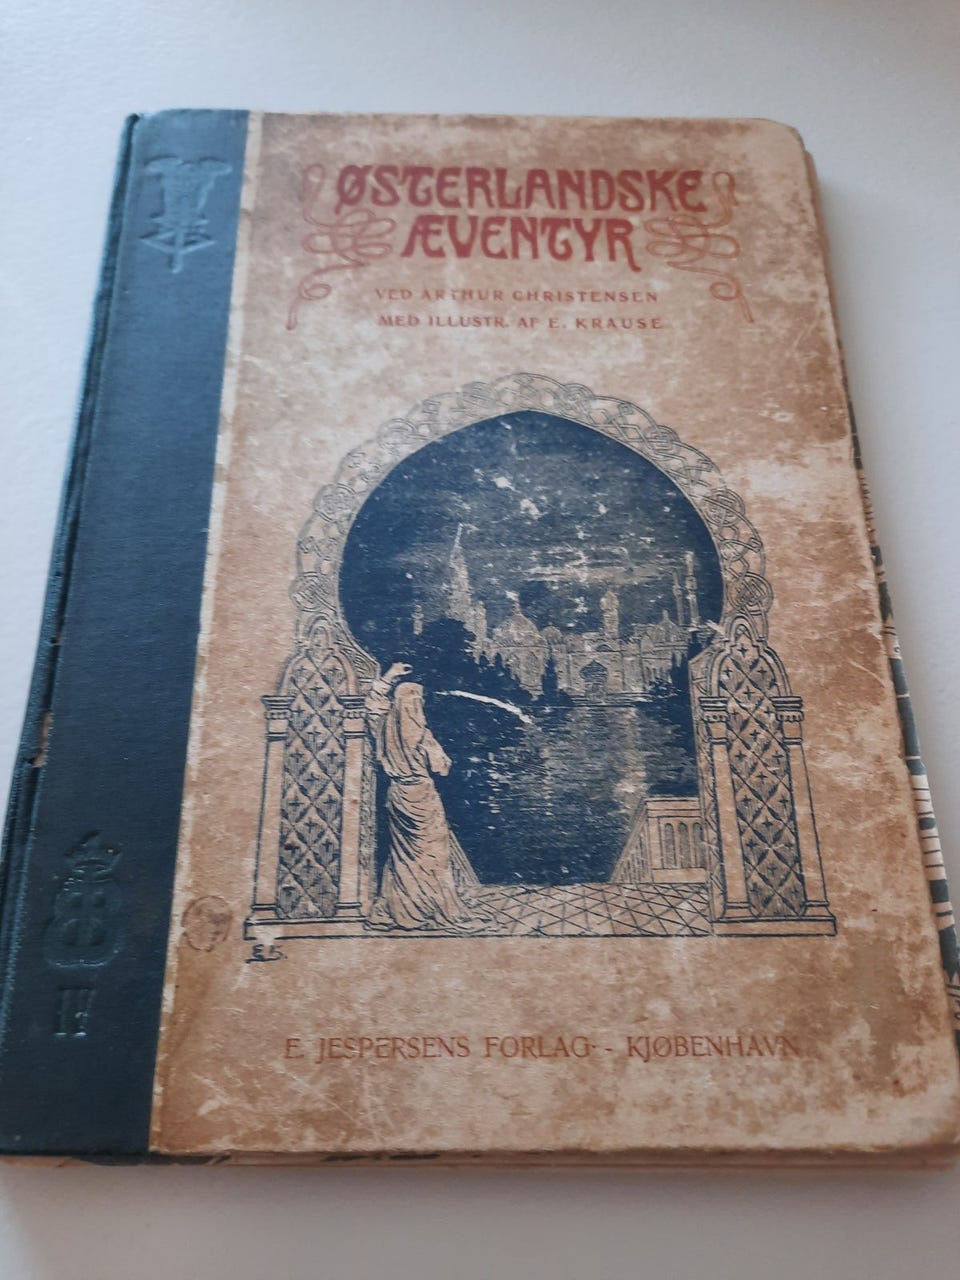 ØSTERLANDSKE
ÆVENTYR
VED ARTHUR CHRISTENSEN
MED ILLUSTR. AF E. KRAUSE
E. JESPERSENS FORLAG - KJØBENHAVN